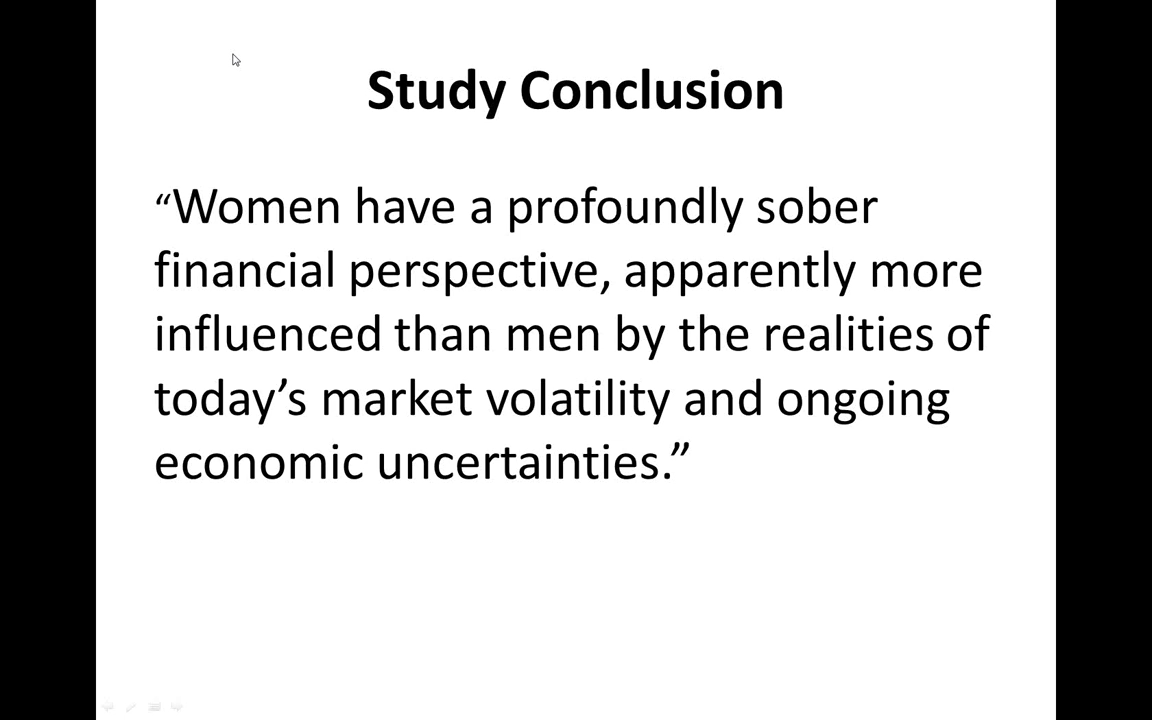 Study Conclusion
“Women have a profoundly sober
financial perspective, apparently more
influenced than men by the realities of
today’s market volatility and ongoing
economic uncertainties.”